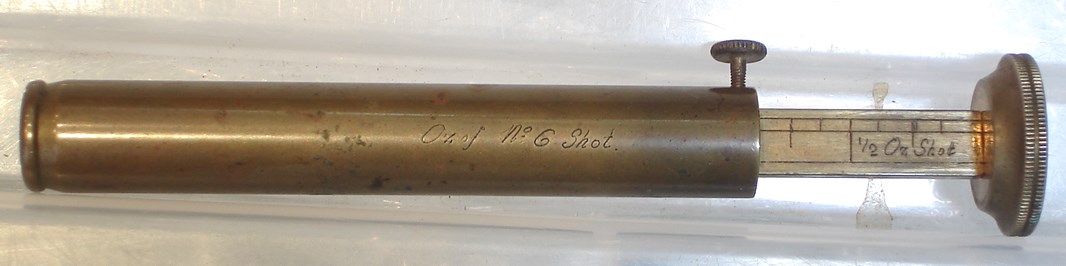 Oz of Nº 6 Shot.
1/2 Oz Shot